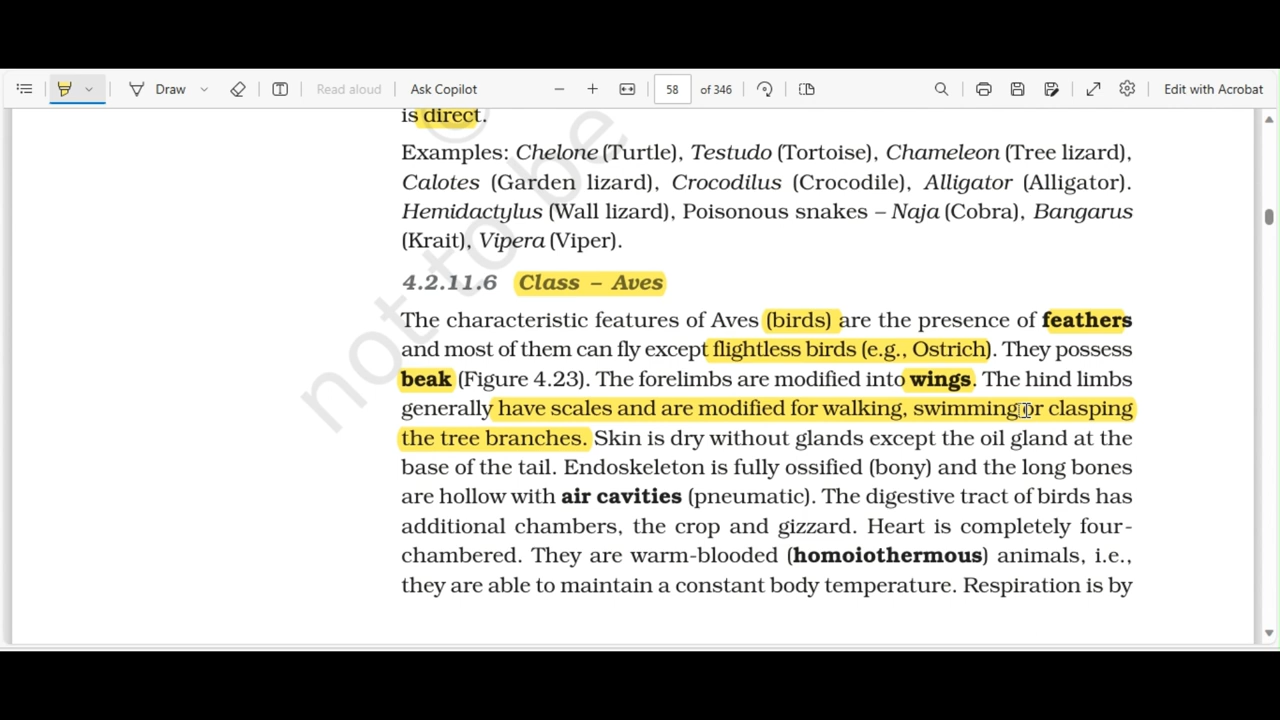 Draw
Read aloud
Ask Copilot
58
of 346
Edit with Acrobat
is direct.
Examples: Chelone (Turtle), Testudo (Tortoise), Chameleon (Tree lizard),
Calotes (Garden lizard), Crocodilus (Crocodile), Alligator (Alligator).
Hemidactylus (Wall lizard), Poisonous snakes – Naja (Cobra), Bangarus
(Krait), Vipera (Viper).
4.2.11.6 Class – Aves
The characteristic features of Aves (birds) are the presence of feathers
and most of them can fly except flightless birds (e.g., Ostrich). They possess
beak (Figure 4.23). The forelimbs are modified into wings. The hind limbs
generally have scales and are modified for walking, swimming or clasping
the tree branches. Skin is dry without glands except the oil gland at the
base of the tail. Endoskeleton is fully ossified (bony) and the long bones
are hollow with air cavities (pneumatic). The digestive tract of birds has
additional chambers, the crop and gizzard. Heart is completely four-
chambered. They are warm-blooded (homoiothermous) animals, i.e.,
they are able to maintain a constant body temperature. Respiration is by
not to be
©